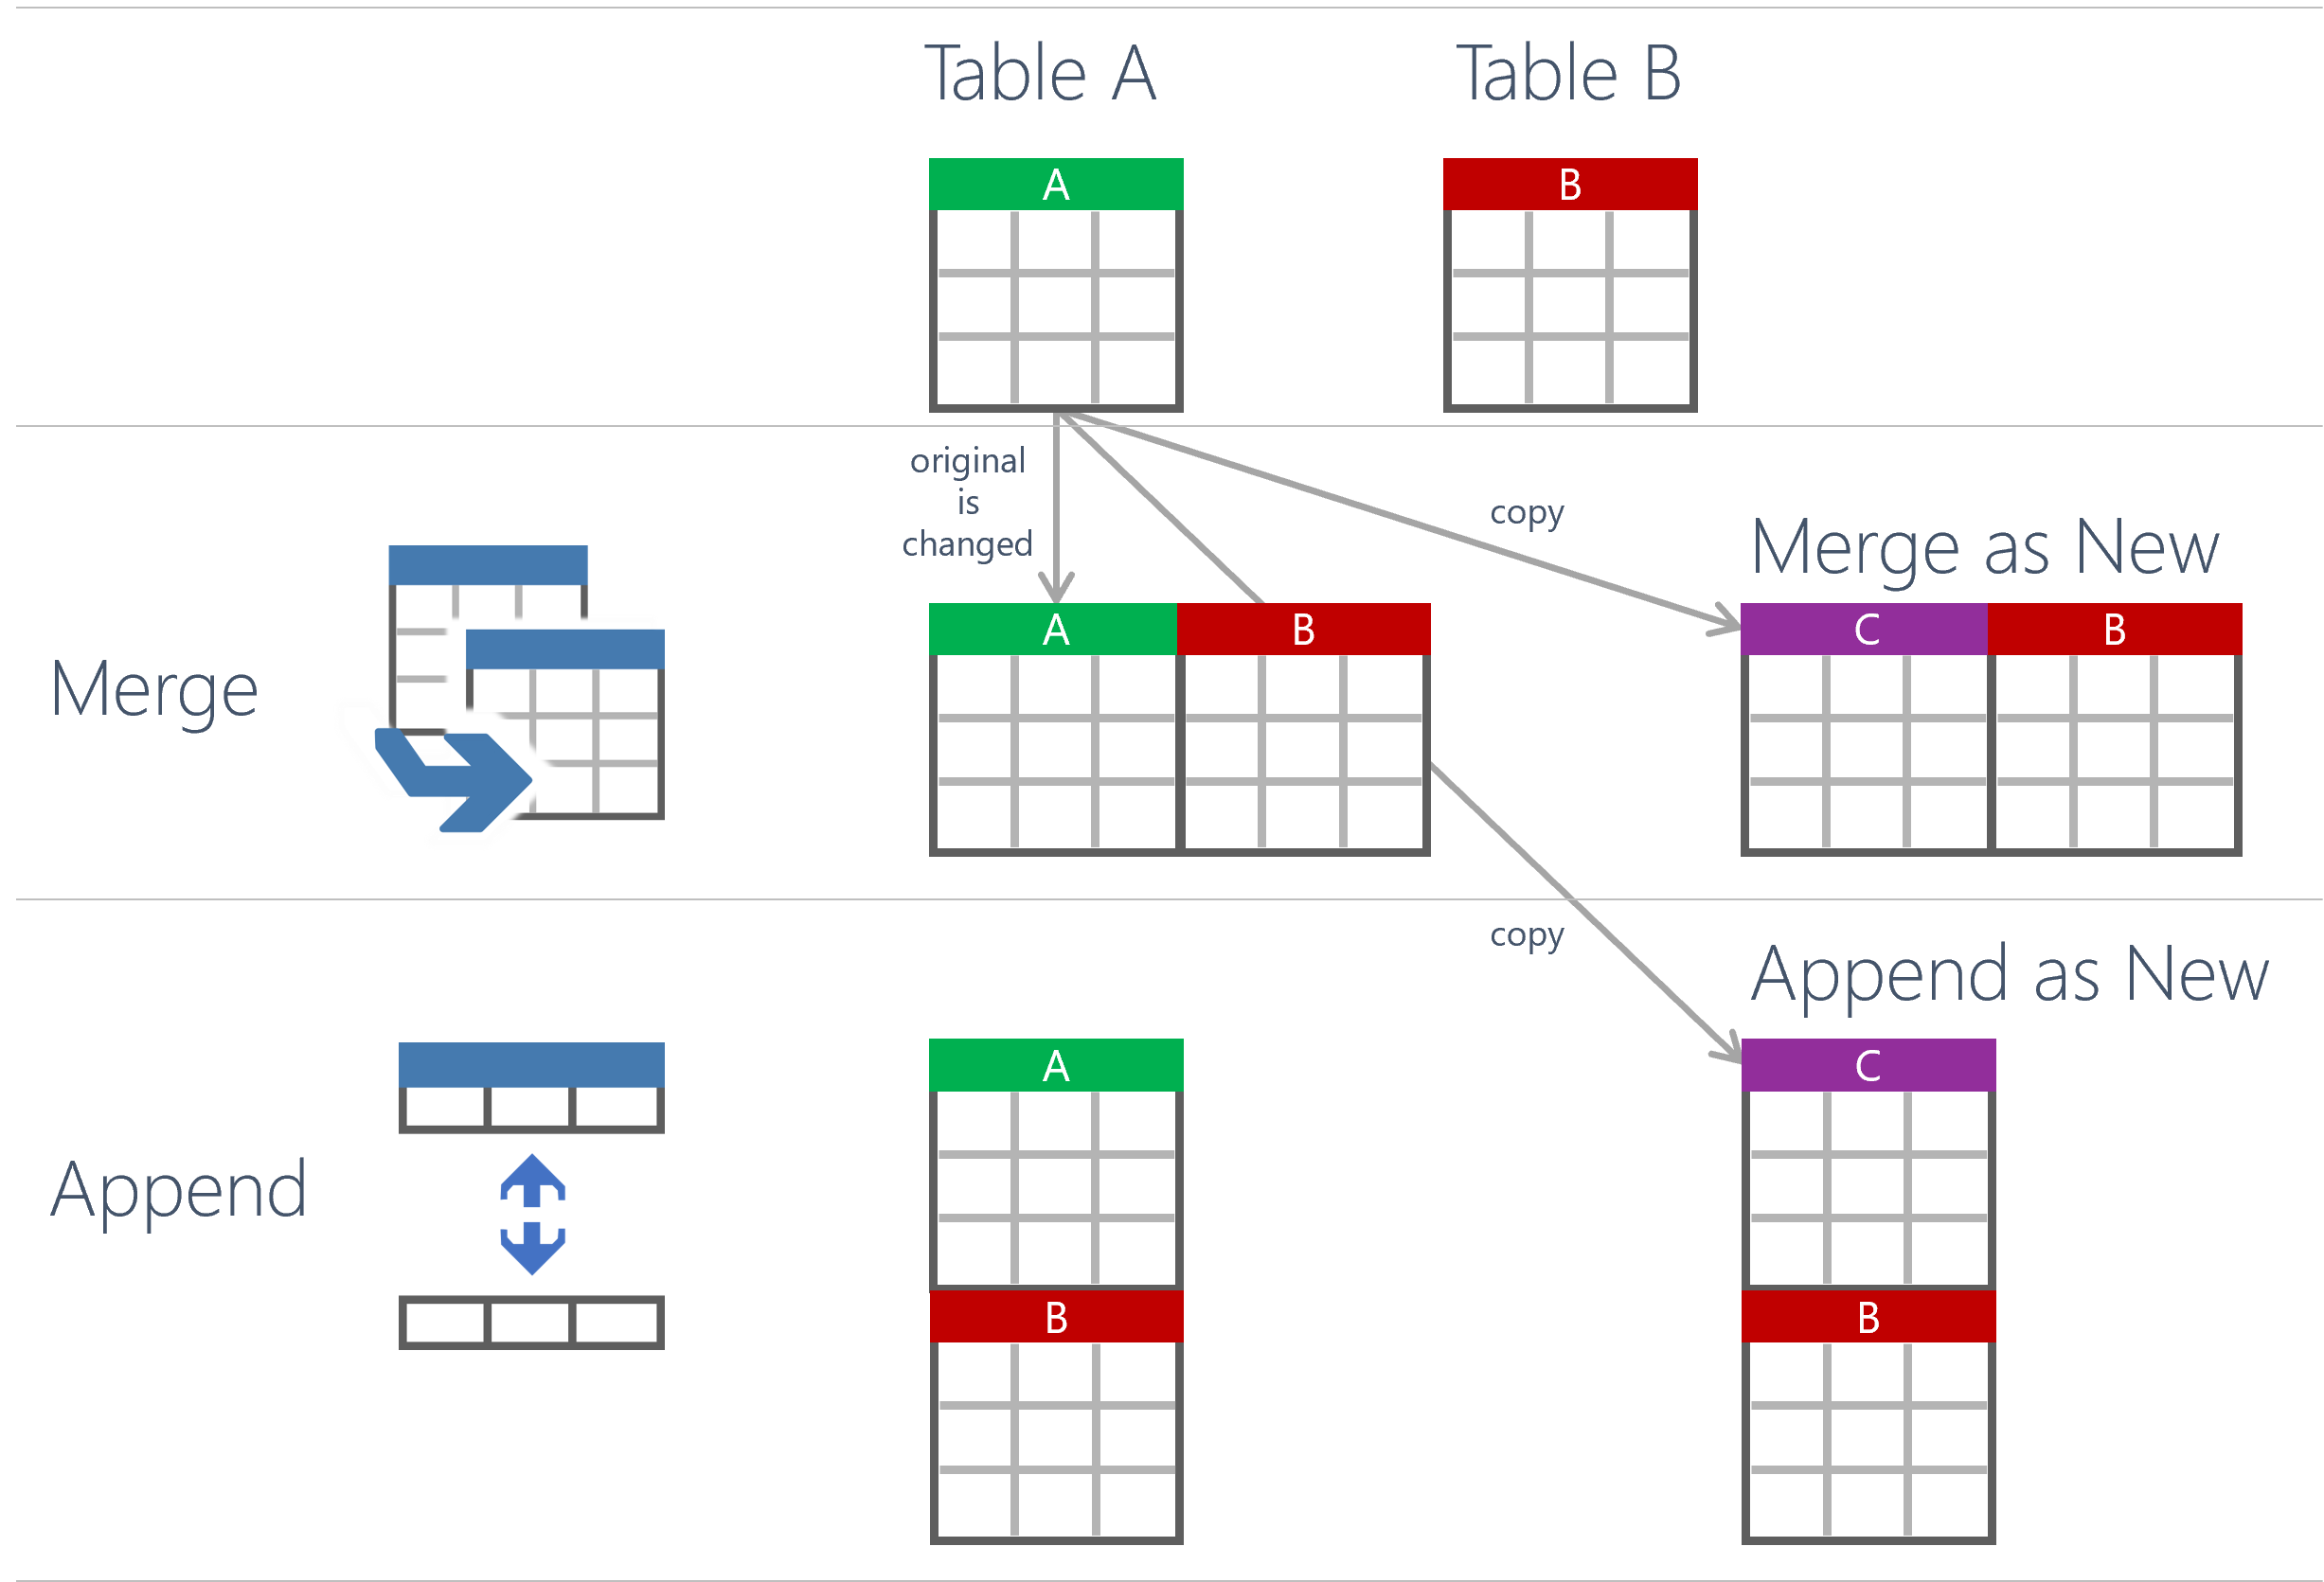 Table A
Table B
A
B
original
is
changed
copy
Merge as New
Merge
A
B
C
B
copy
Append as New
Append
A
C
B
B